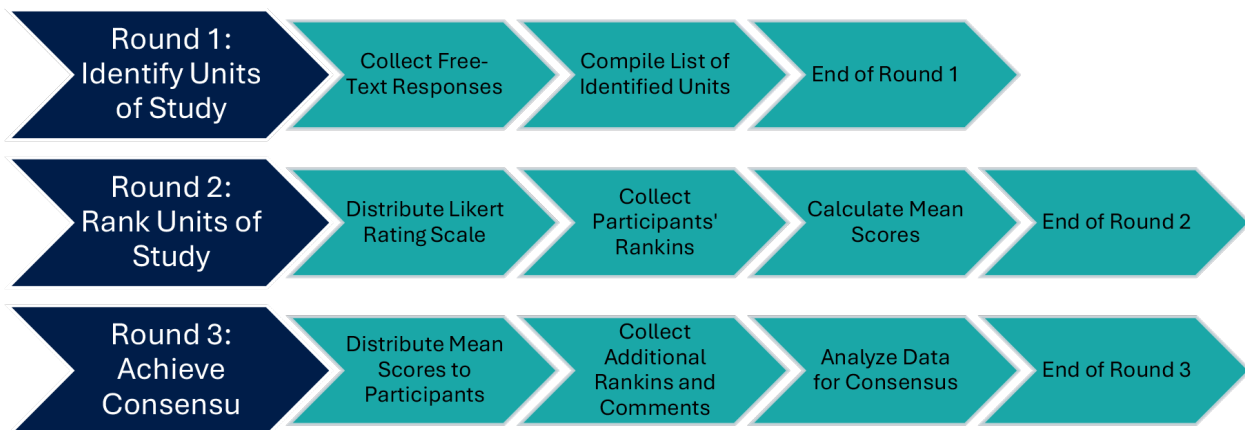 Round 1:
Identify Units
of Study
Collect Free-
Text Responses
Compile List of
Identified Units
End of Round 1
Round 2:
Rank Units of
Study
Distribute Likert
Rating Scale
Collect
Participants'
Rankins
Calculate Mean
Scores
End of Round 2
Round 3:
Achieve
Consensu
Distribute Mean
Scores to
Participants
Collect
Additional
Rankins and
Comments
Analyze Data
for Consensus
End of Round 3